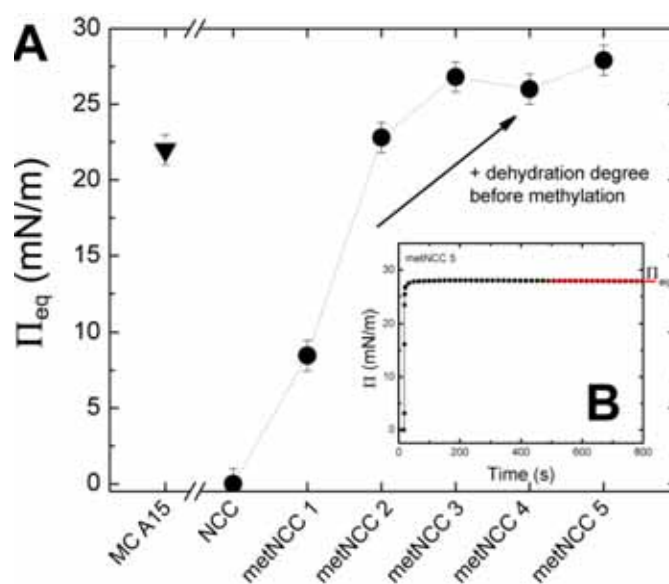 A
30
25
20
15
10
5
0
Πeq (mN/m)
+ dehydration degree
before methylation
metNCC 5
Πeq
30
20
10
0
Π (mN/m)
B
0 200 400 600 800
Time (s)
MC A15
NCC
metNCC 1
metNCC 2
metNCC 3
metNCC 4
metNCC 5